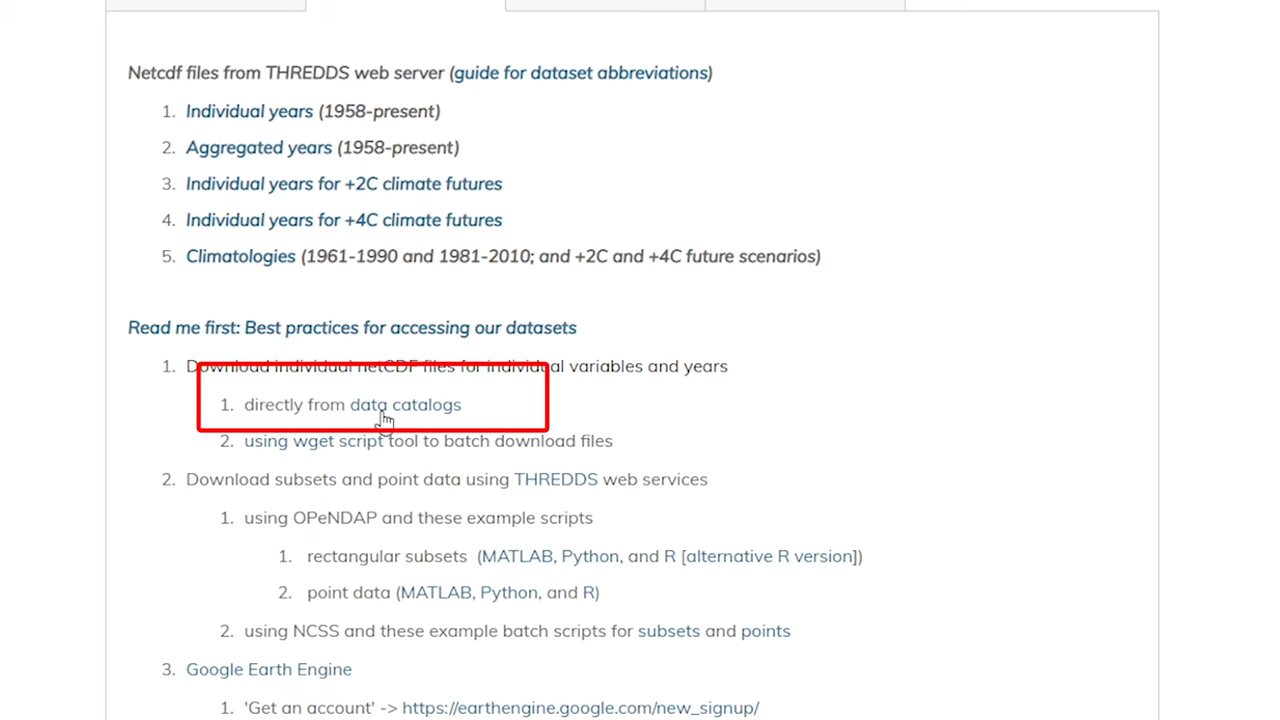 Netcdf files from THREDDS web server (guide for dataset abbreviations)
1. Individual years (1958-present)
2. Aggregated years (1958-present)
3. Individual years for +2C climate futures
4. Individual years for +4C climate futures
5. Climatologies (1961-1990 and 1981-2010; and +2C and +4C future scenarios)
Read me first: Best practices for accessing our datasets
1. Download individual netCDF files for individual variables and years
1. directly from data catalogs
2. using wget script tool to batch download files
2. Download subsets and point data using THREDDS web services
1. using OPeNDAP and these example scripts
1. rectangular subsets (MATLAB, Python, and R [alternative R version])
2. point data (MATLAB, Python, and R)
2. using NCSS and these example batch scripts for subsets and points
3. Google Earth Engine
1. 'Get an account' -> https://earthengine.google.com/new_signup/